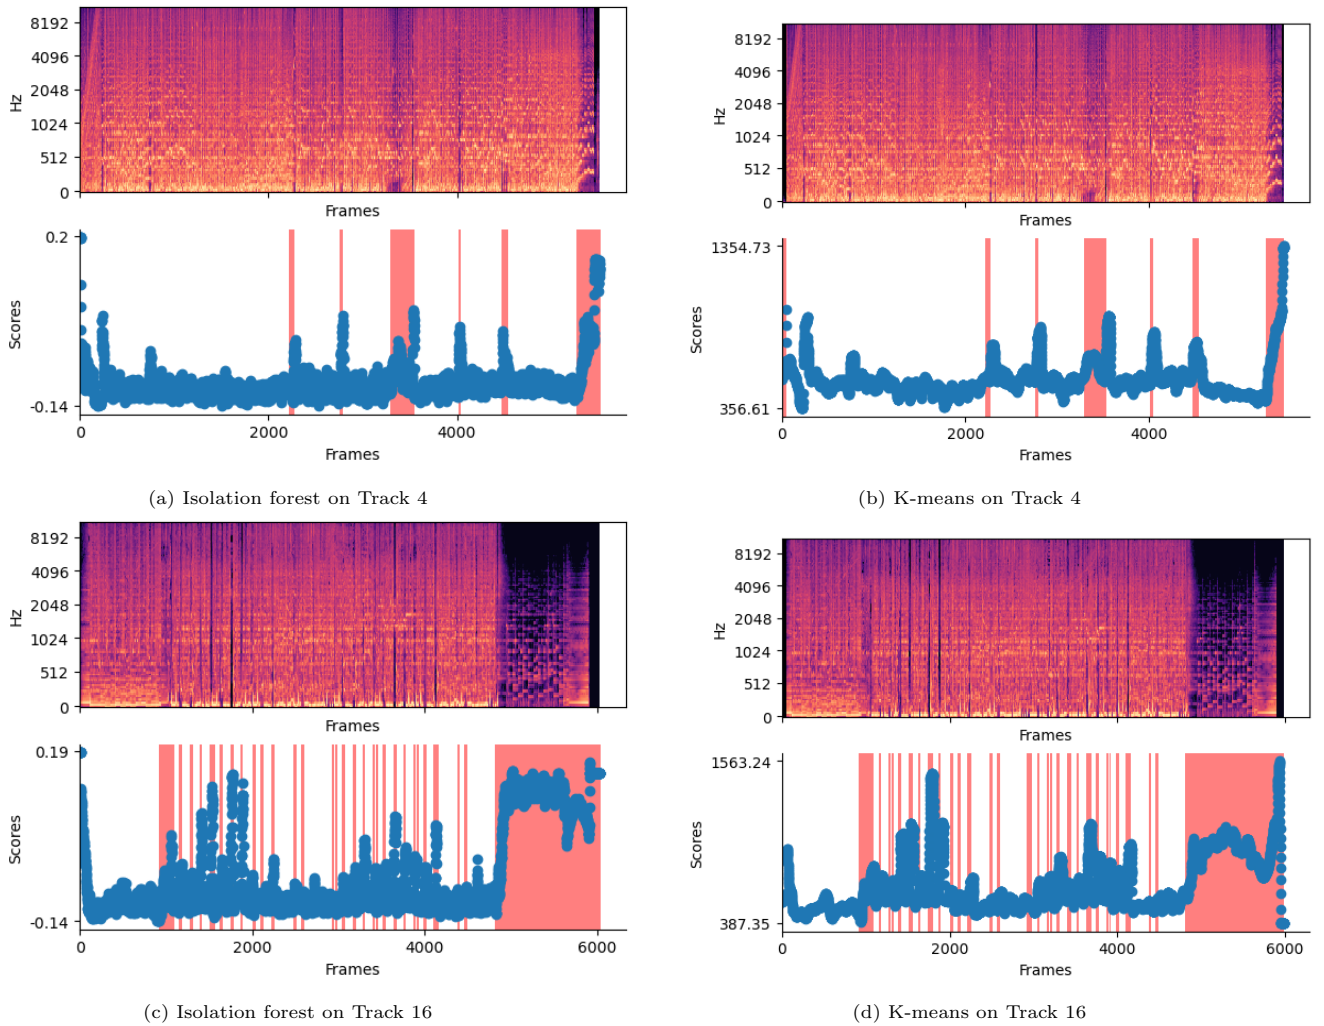 8192
4096
2048
1024
512
0
Hz
Frames
0.2
-0.14
Scores
0
2000
4000
Frames
(a) Isolation forest on Track 4
8192
4096
2048
1024
512
0
Hz
Frames
1354.73
356.61
Scores
0
2000
4000
Frames
(b) K-means on Track 4
8192
4096
2048
1024
512
0
Hz
Frames
0.19
-0.14
Scores
0
2000
4000
6000
Frames
(c) Isolation forest on Track 16
8192
4096
2048
1024
512
0
Hz
Frames
1563.24
387.35
Scores
0
2000
4000
6000
Frames
(d) K-means on Track 16